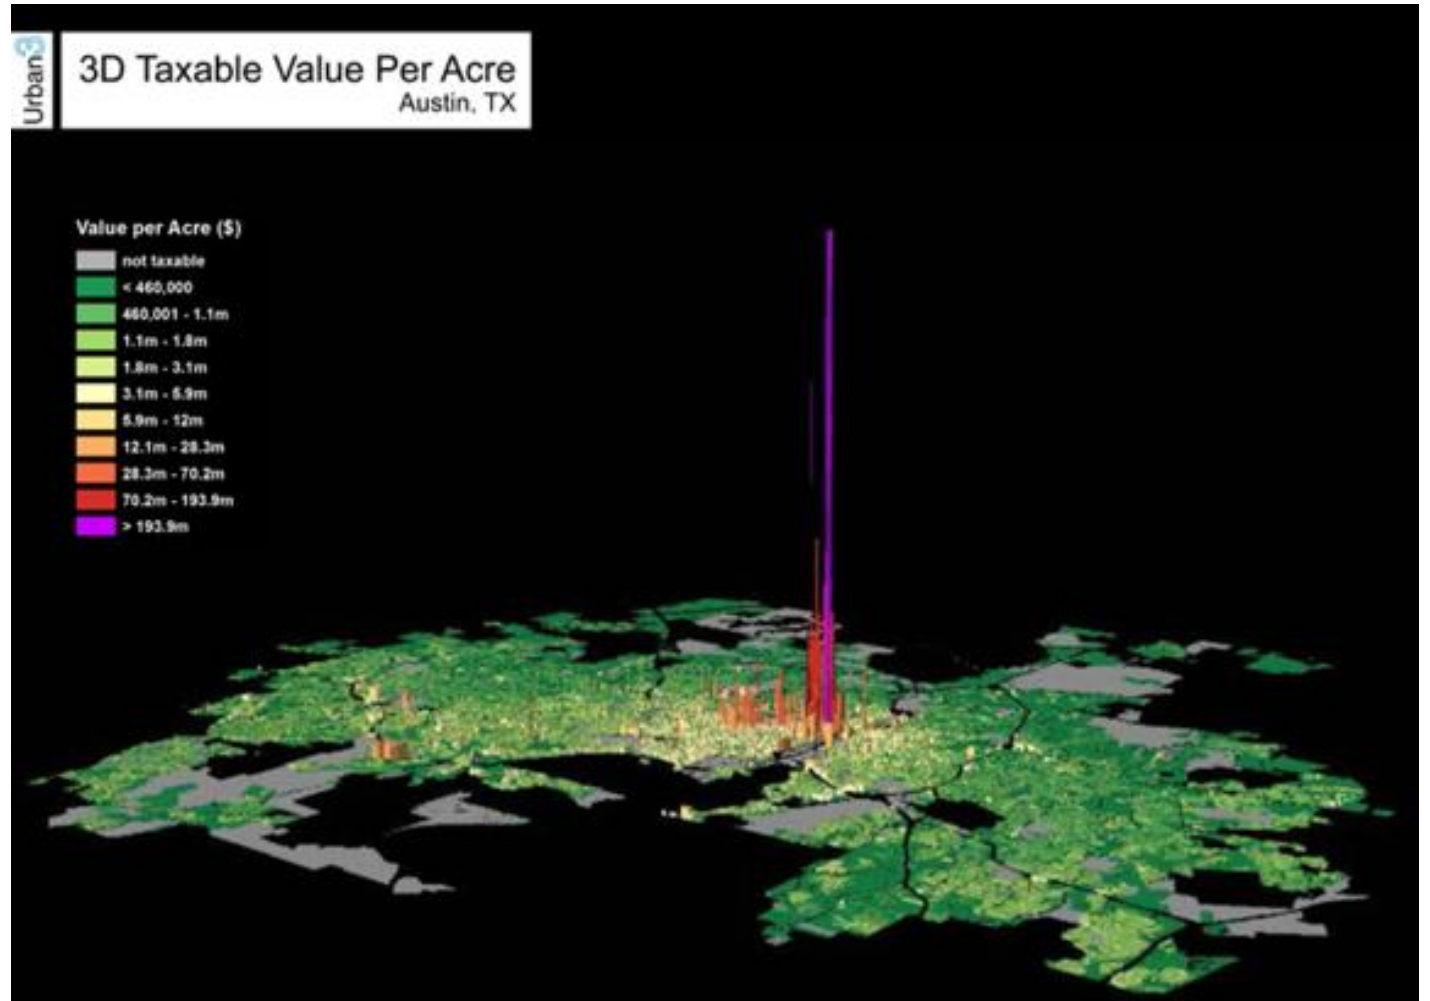 Urban3
3D Taxable Value Per Acre
Austin, TX
Value per Acre ($)
not taxable
< 460,000
460,001 - 1.1m
1.1m - 1.8m
1.8m - 3.1m
3.1m - 5.9m
5.9m - 12m
12.1m - 28.3m
28.3m - 70.2m
70.2m - 193.9m
> 193.9m